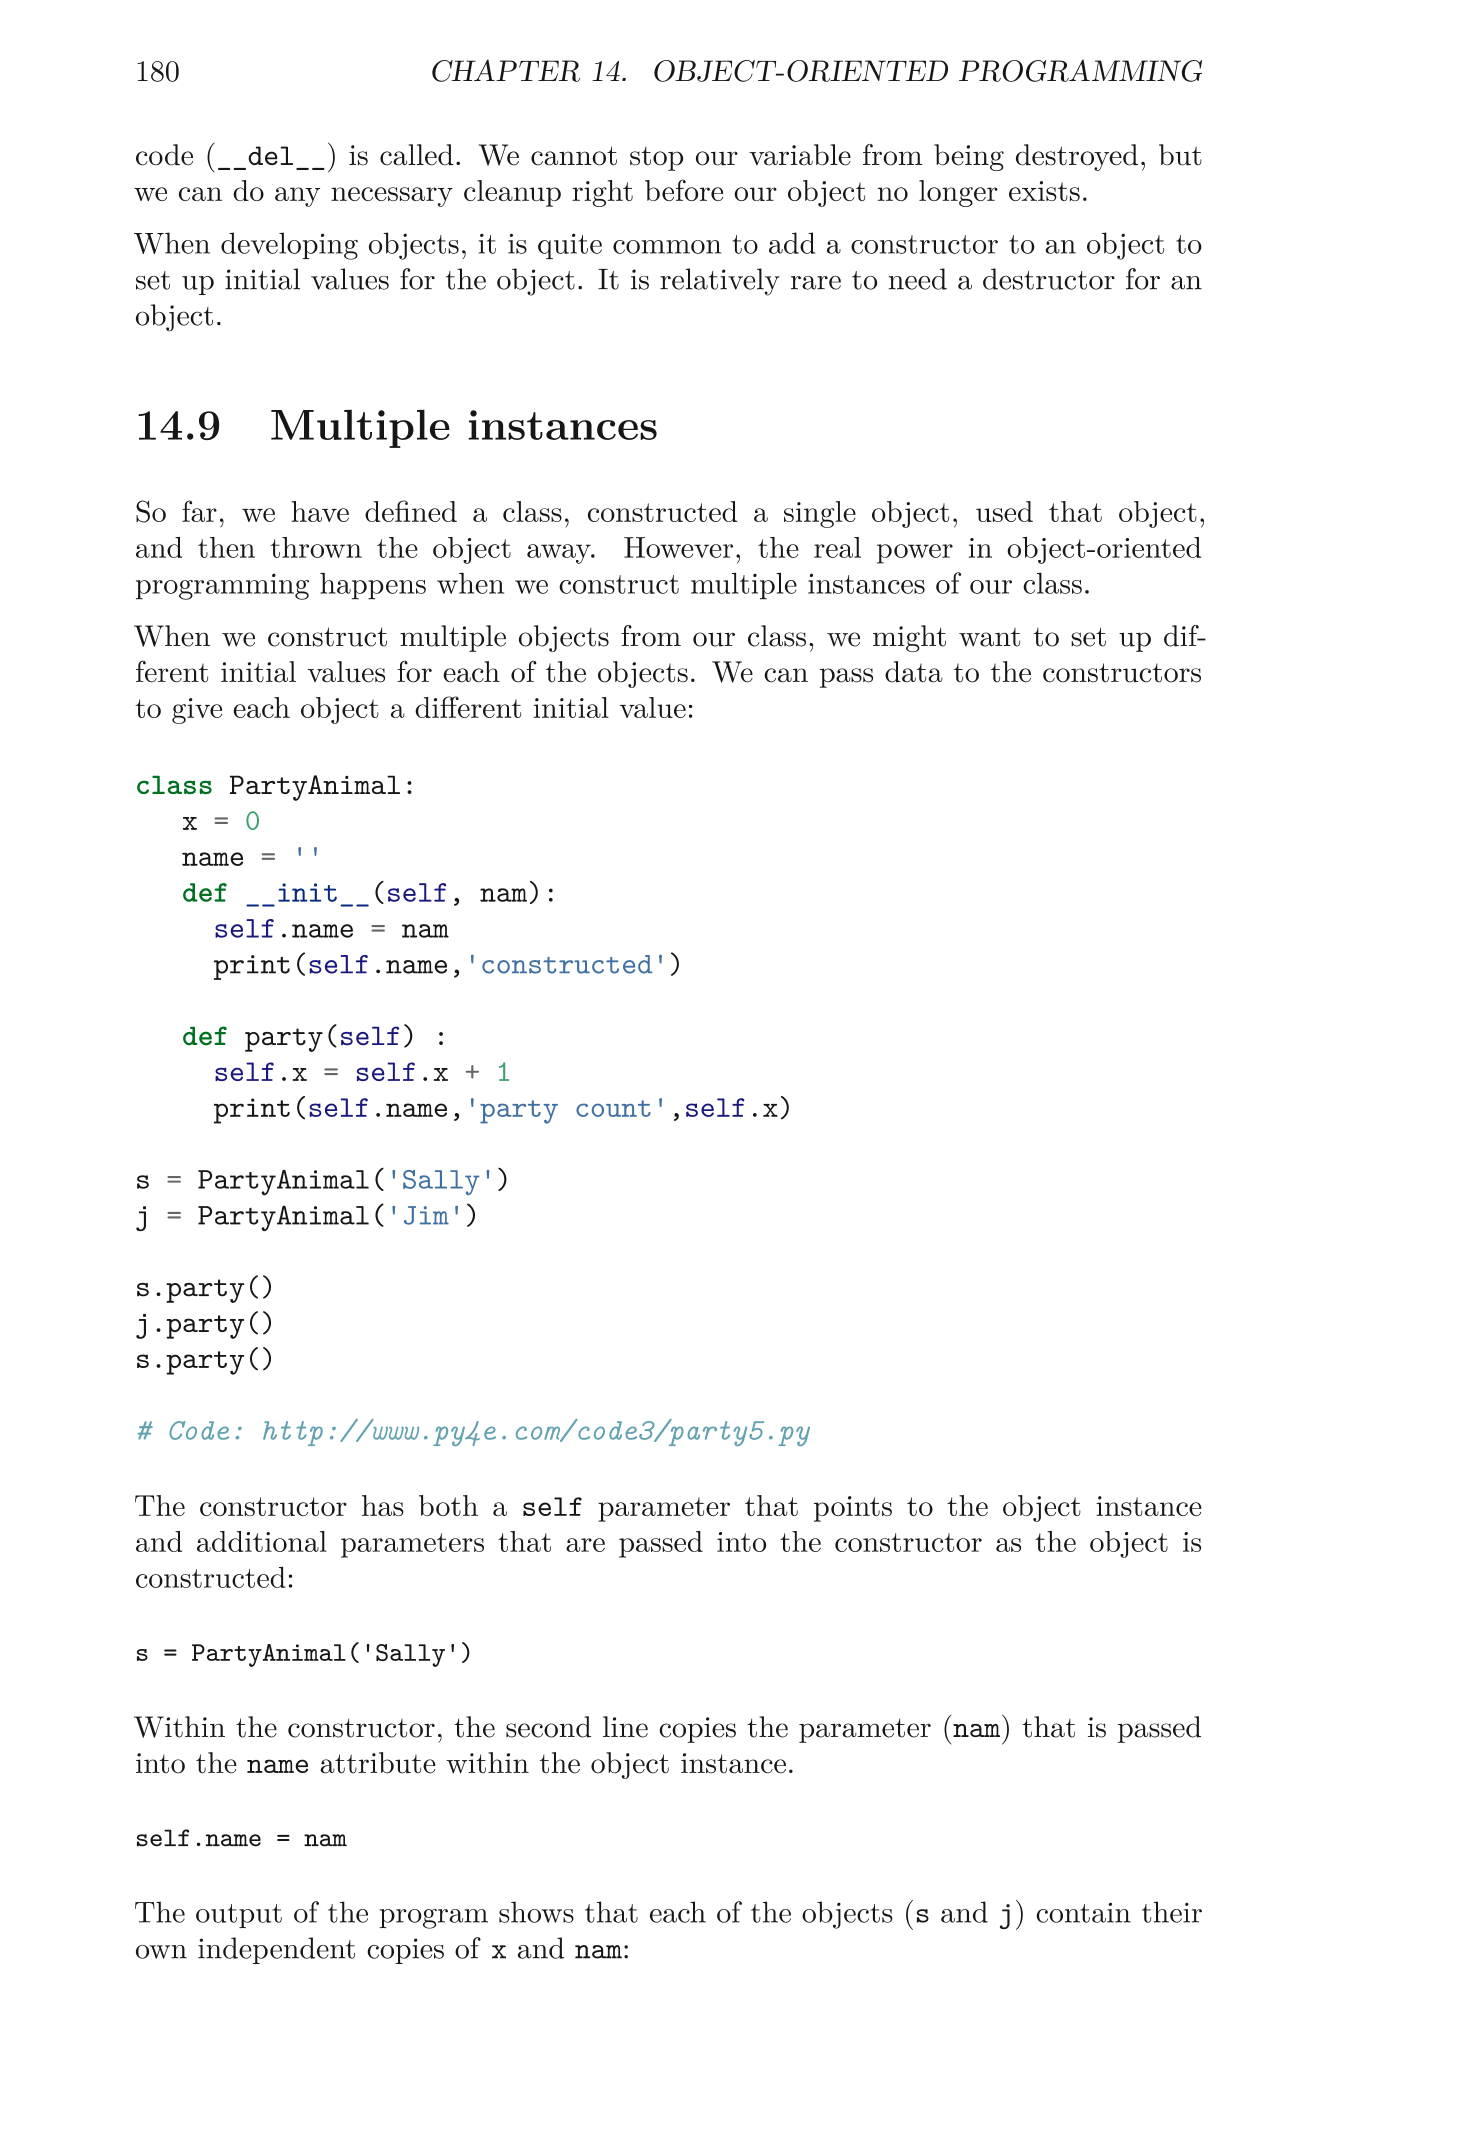 180 CHAPTER 14. OBJECT-ORIENTED PROGRAMMING
code (__del__) is called. We cannot stop our variable from being destroyed, but
we can do any necessary cleanup right before our object no longer exists.
When developing objects, it is quite common to add a constructor to an object to
set up initial values for the object. It is relatively rare to need a destructor for an
object.
14.9 Multiple instances
So far, we have defined a class, constructed a single object, used that object,
and then thrown the object away. However, the real power in object-oriented
programming happens when we construct multiple instances of our class.
When we construct multiple objects from our class, we might want to set up dif-
ferent initial values for each of the objects. We can pass data to the constructors
to give each object a different initial value:
class PartyAnimal:
   x = 0
   name = ''
   def __init__(self, nam):
     self.name = nam
     print(self.name,'constructed')
   def party(self) :
     self.x = self.x + 1
     print(self.name,'party count',self.x)
s = PartyAnimal('Sally')
j = PartyAnimal('Jim')
s.party()
j.party()
s.party()
# Code: http://www.py4e.com/code3/party5.py
The constructor has both a self parameter that points to the object instance
and additional parameters that are passed into the constructor as the object is
constructed:
s = PartyAnimal('Sally')
Within the constructor, the second line copies the parameter (nam) that is passed
into the name attribute within the object instance.
self.name = nam
The output of the program shows that each of the objects (s and j) contain their
own independent copies of x and nam: